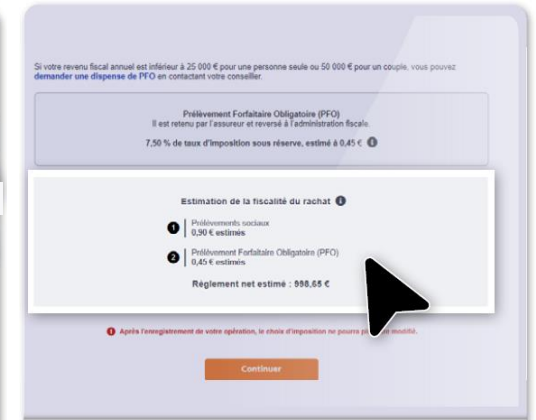 Si votre revenu fiscal annuel est inférieur à 25 000 € pour une personne seule ou 50 000 € pour un couple, vous pouvez
demander une dispense de PFO en contactant votre conseiller.
Prélèvement Forfaitaire Obligatoire (PFO)
Il est retenu par l'assureur et reversé à l'administration fiscale.
7,50 % de taux d'imposition sous réserve, estimé à 0,45 € i
Estimation de la fiscalité du rachat i
1 Prélèvements sociaux
0,90 € estimés
2 Prélèvement Forfaitaire Obligatoire (PFO)
0,45 € estimés
Règlement net estimé : 998,65 €
! Après l'enregistrement de votre opération, le choix d'imposition ne pourra modifié.
Continuer